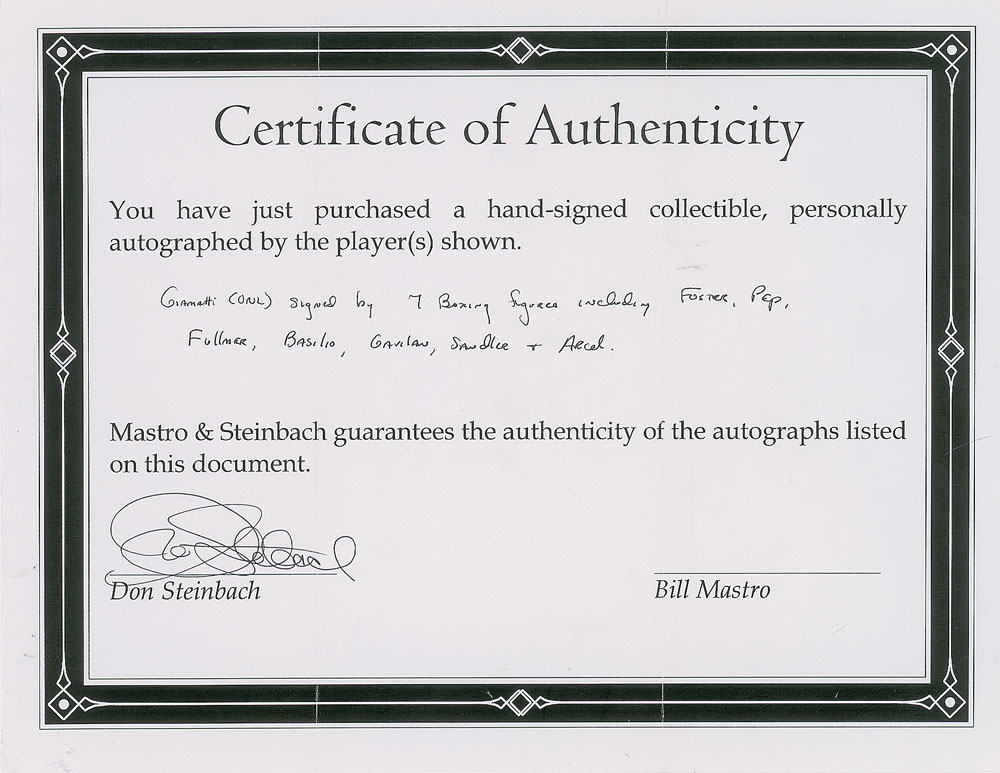 Certificate of Authenticity
You have just purchased a hand-signed collectible, personally
autographed by the player(s) shown.
Giamatti (ONL) signed by 7 Boxing figures including Foster, Pep,
Fullmer, Basilio, Gavilan, Sandler + Arcel.
Mastro & Steinbach guarantees the authenticity of the autographs listed
on this document.
Don Steinbach
Bill Mastro